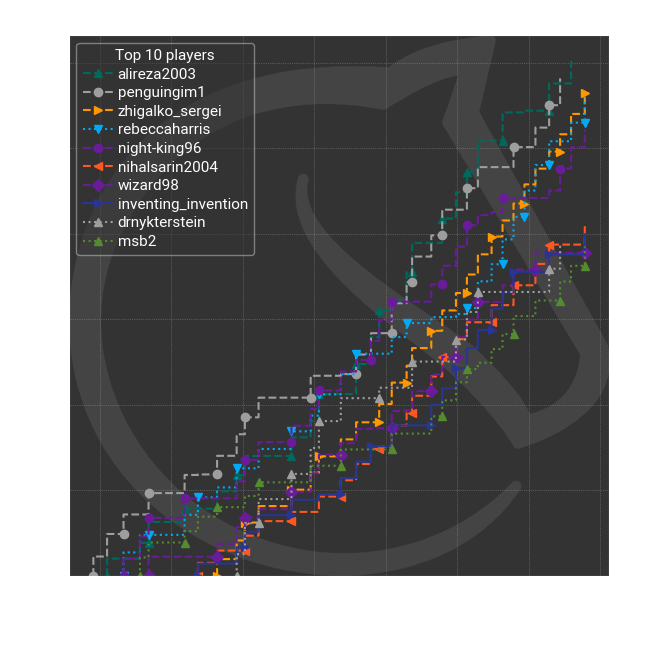 Top 10 players
alireza2003
penguingim1
zhigalko_sergei
rebeccaharris
night-king96
nihalsarin2004
wizard98
inventing_invention
drnykterstein
msb2